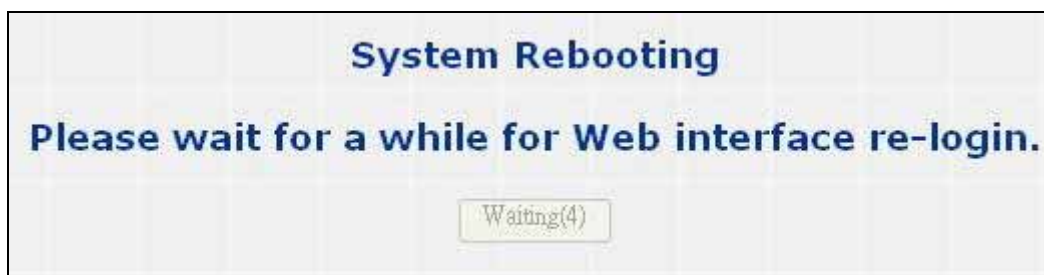 System Rebooting
Please wait for a while for Web interface re-login.
Waiting(4)